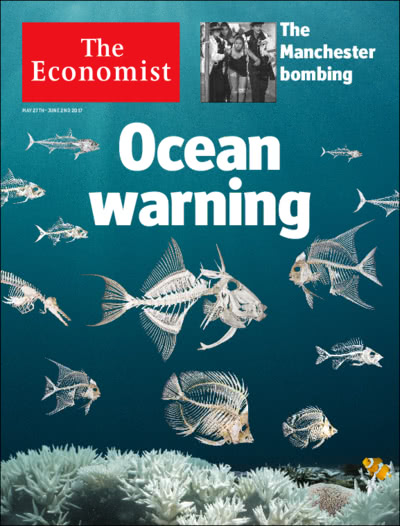 The
Economist
The
Manchester
bombing
MAY 27TH–JUNE 2ND 2017
Ocean
warning